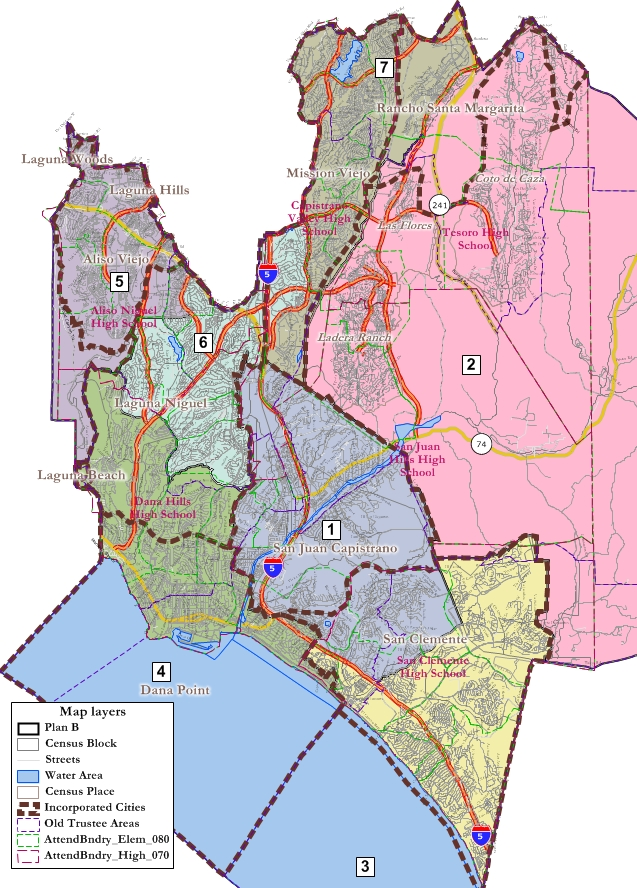 7
Rancho Santa Margarita
Laguna Woods
Mission Viejo
Coto de Caza
Laguna Hills
Capistrano
Valley High
School
241
Las Flores
Tesoro High
School
Aliso Viejo
5
5
Aliso Niguel
High School
6
Ladera Ranch
2
Laguna Niguel
74
San Juan
Hills High
School
Laguna Beach
Dana Hills
High School
1
San Juan Capistrano
5
San Clemente
San Clemente
High School
4
Dana Point
Map layers
Plan B
Census Block
Streets
Water Area
Census Place
Incorporated Cities
Old Trustee Areas
AttendBndry_Elem_080
AttendBndry_High_070
5
3